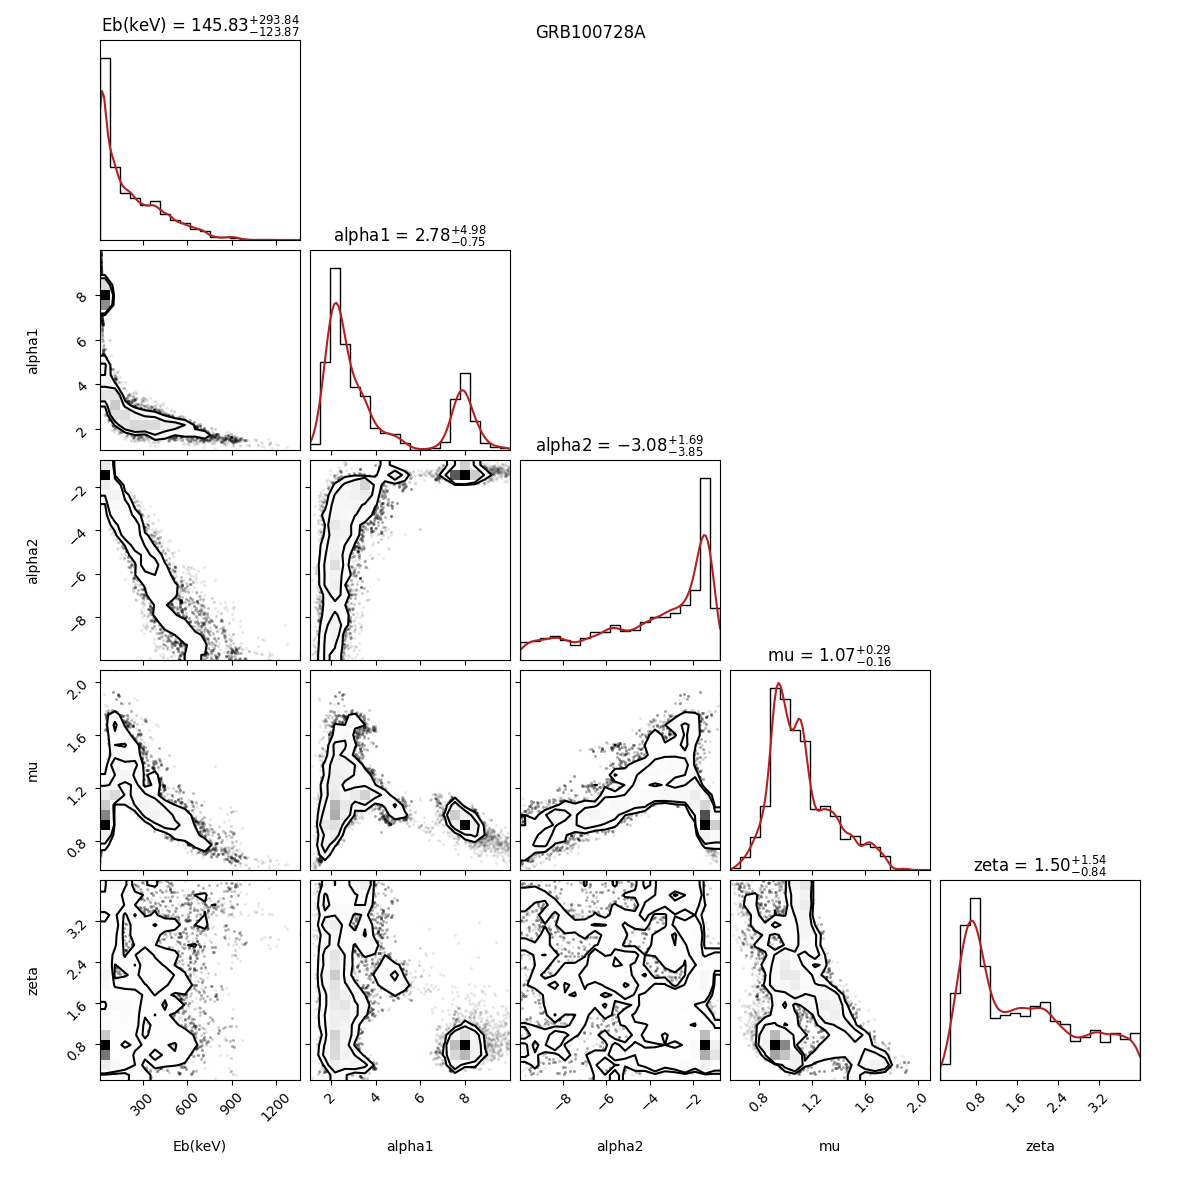 GRB100728A
Eb(keV) = 145.83 +293.84 −123.87
alpha1 = 2.78 +4.98 −0.75
8
6
4
2
alpha1
alpha2 = −3.08 +1.69 −3.85
−2
−4
−6
−8
alpha2
mu = 1.07 +0.29 −0.16
2.0
1.6
1.2
0.8
mu
zeta = 1.50 +1.54 −0.84
3.2
2.4
1.6
0.8
zeta
300 600 900 1200
2 4 6 8
−8 −6 −4 −2
0.8 1.2 1.6 2.0
0.8 1.6 2.4 3.2
Eb(keV) alpha1 alpha2 mu zeta